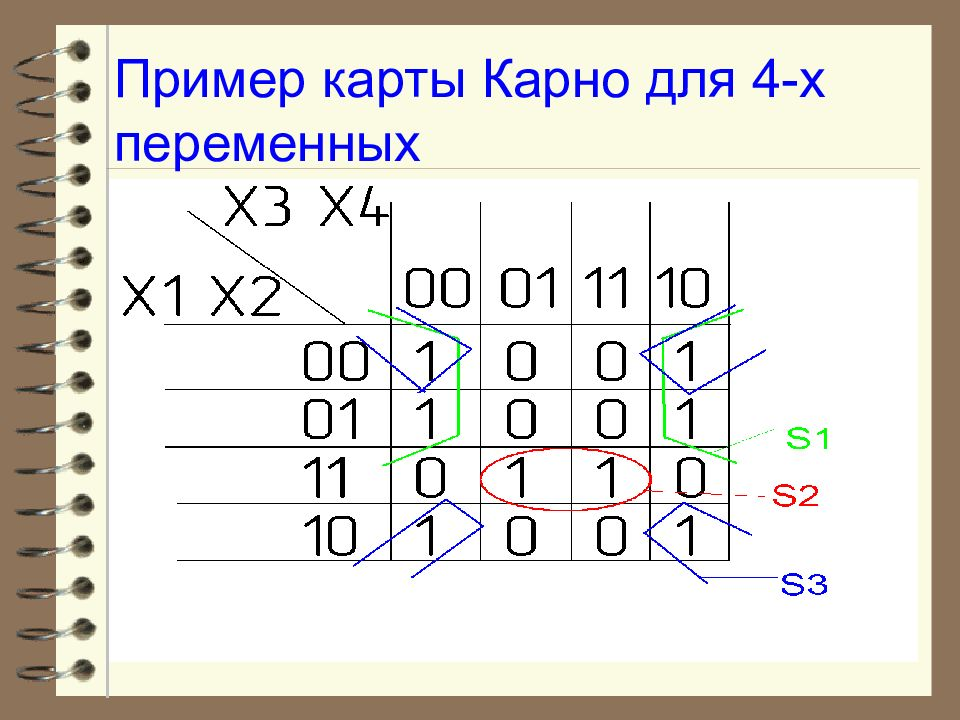 Пример карты Карно для 4-х
переменных
X3 X4
X1 X2 00 01 11 10
00 1 0 0 1
01 1 0 0 1
S1
11 0 1 1 0
S2
10 1 0 0 1
S3